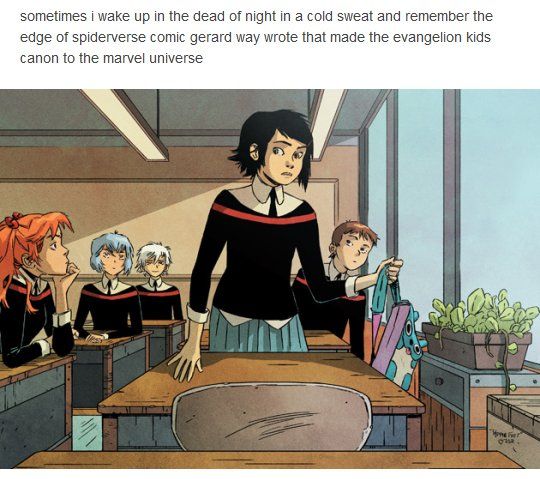 sometimes i wake up in the dead of night in a cold sweat and remember the
edge of spiderverse comic gerard way wrote that made the evangelion kids
canon to the marvel universe